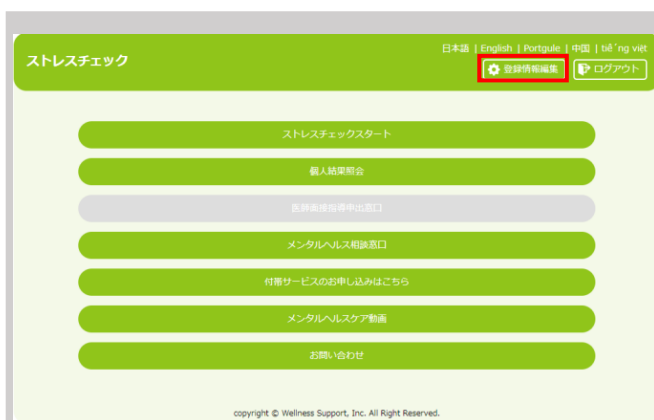 日本語 | English | Portgule | 中国 | tiếng việt
ストレスチェック
登録情報編集
ログアウト
ストレスチェックスタート
個人結果照会
医師面接指導申出窓口
メンタルヘルス相談窓口
付帯サービスのお申し込みはこちら
メンタルヘルスケア動画
お問い合わせ
copyright © Wellness Support, Inc. All Right Reserved.